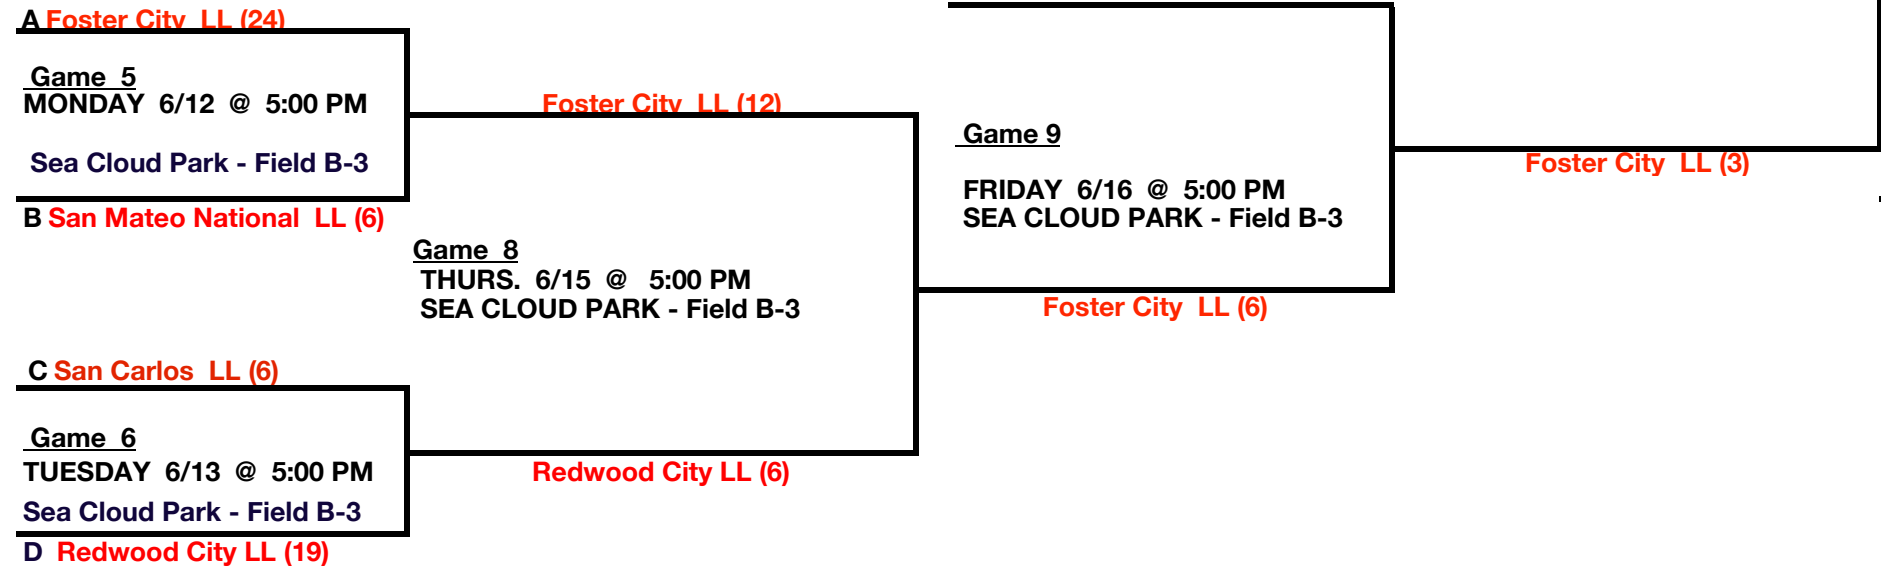 A Foster City LL (24)
Game 5
MONDAY 6/12 @ 5:00 PM
Sea Cloud Park - Field B-3
B San Mateo National LL (6)
Foster City LL (12)
Game 8
THURS. 6/15 @ 5:00 PM
SEA CLOUD PARK - Field B-3
C San Carlos LL (6)
Game 6
TUESDAY 6/13 @ 5:00 PM
Sea Cloud Park - Field B-3
D Redwood City LL (19)
Redwood City LL (6)
Game 9
FRIDAY 6/16 @ 5:00 PM
SEA CLOUD PARK - Field B-3
Foster City LL (6)
Foster City LL (3)